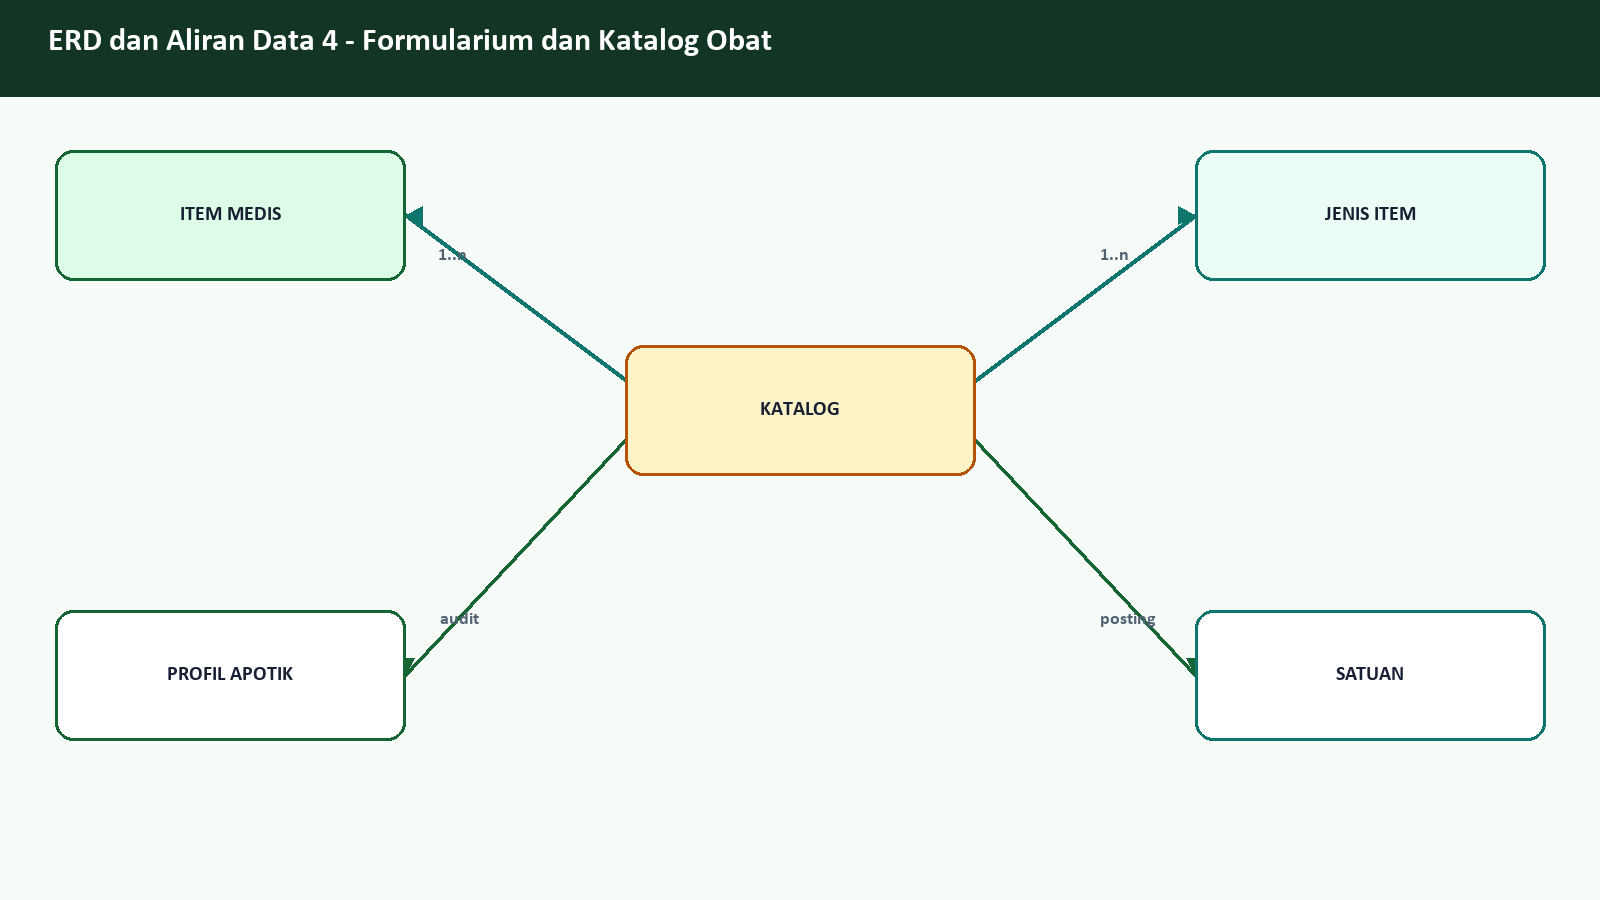 ERD dan Aliran Data 4 - Formularium dan Katalog Obat
ITEM MEDIS
JENIS ITEM
1..n
1..n
KATALOG
audit
posting
PROFIL APOTIK
SATUAN